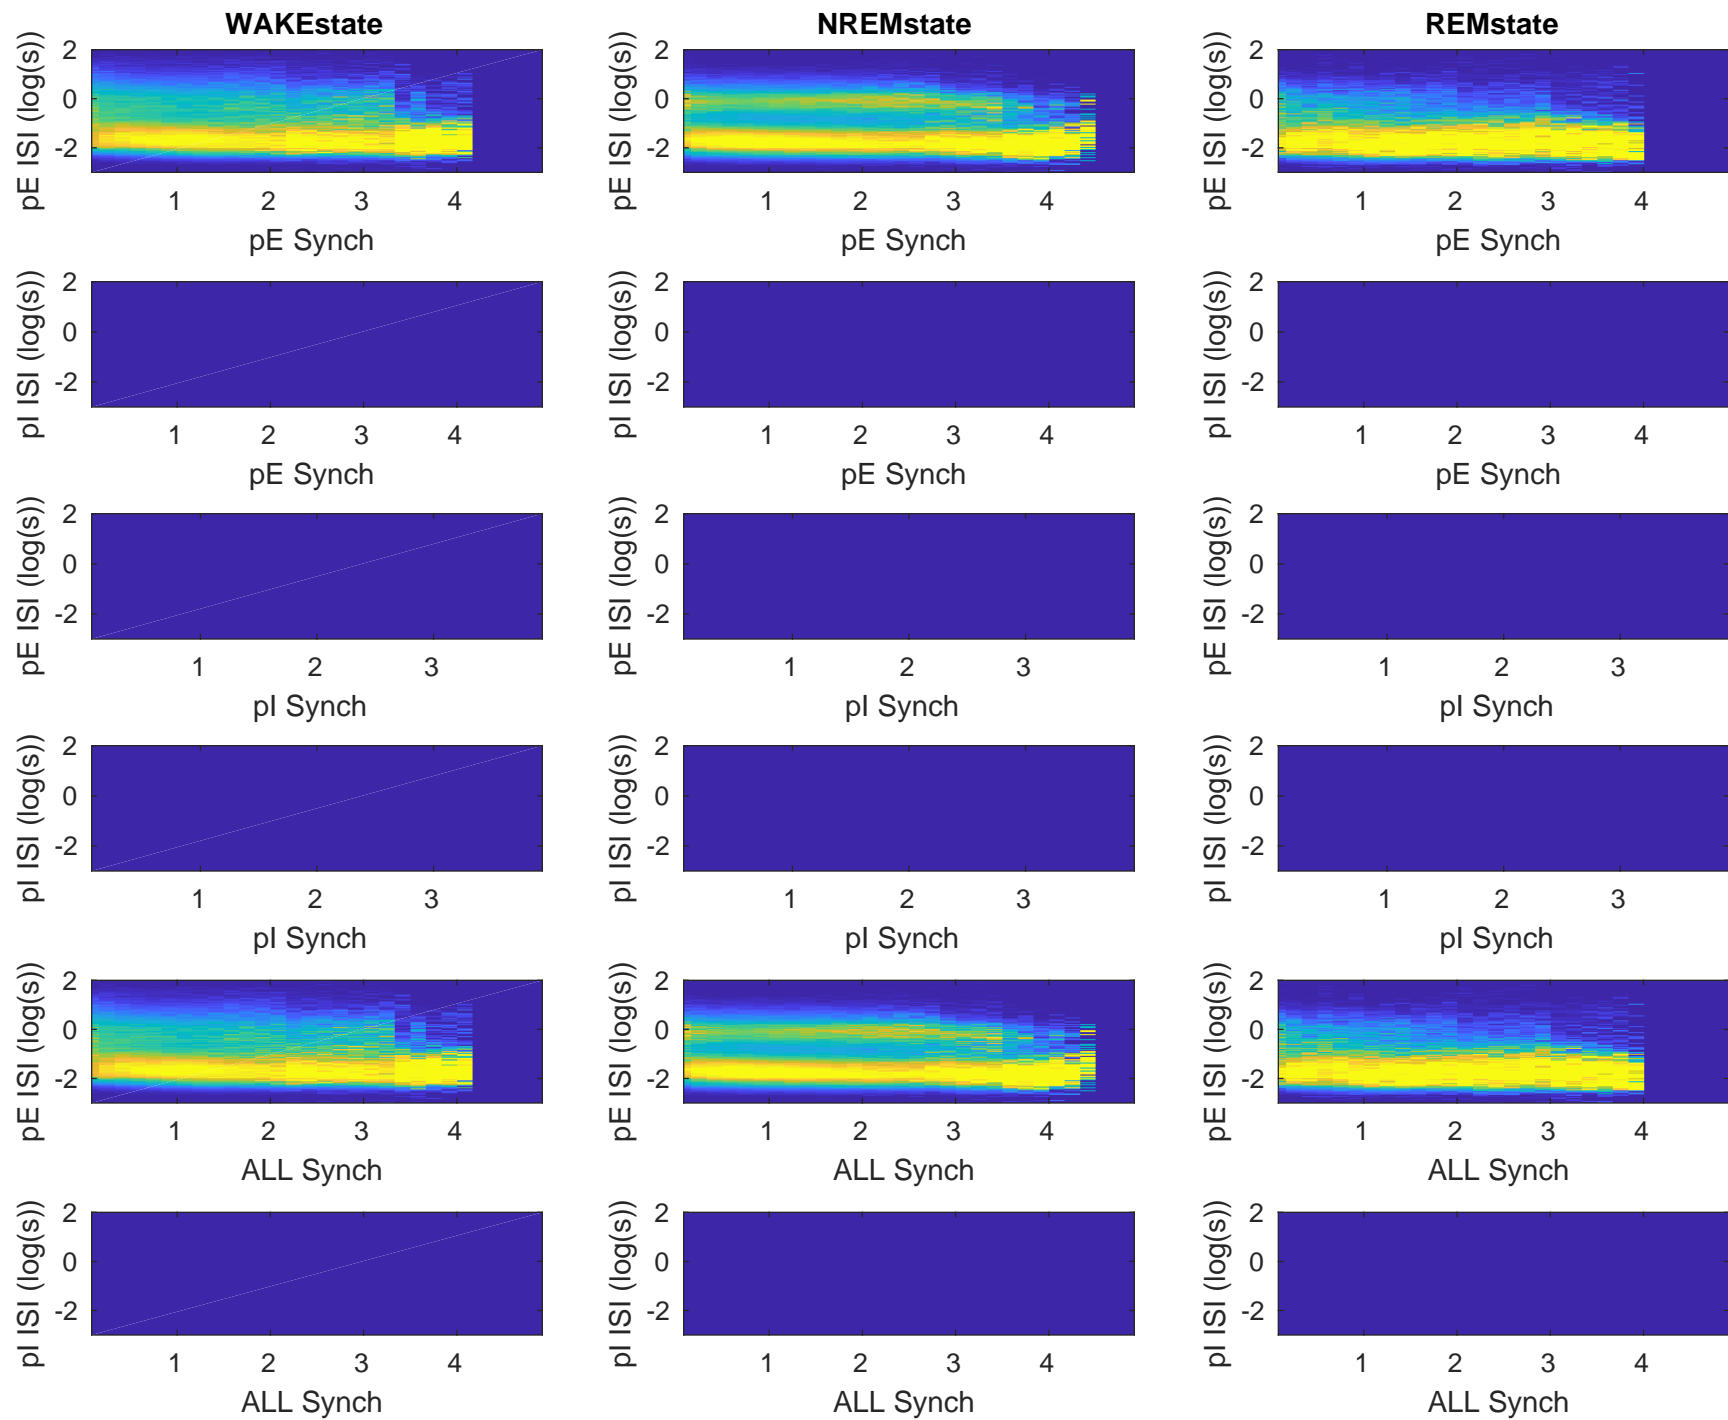 WAKEstate NREMstate REMstate
pE ISI (log(s)) 2 0 -2 pE ISI (log(s)) 2 0 -2 pE ISI (log(s)) 2 0 -2
1 2 3 4 1 2 3 4 1 2 3 4
pE Synch pE Synch pE Synch
pI ISI (log(s)) 2 0 -2 pI ISI (log(s)) 2 0 -2 pI ISI (log(s)) 2 0 -2
1 2 3 4 1 2 3 4 1 2 3 4
pE Synch pE Synch pE Synch
pE ISI (log(s)) 2 0 -2 pE ISI (log(s)) 2 0 -2 pE ISI (log(s)) 2 0 -2
1 2 3 1 2 3 1 2 3
pI Synch pI Synch pI Synch
pI ISI (log(s)) 2 0 -2 pI ISI (log(s)) 2 0 -2 pI ISI (log(s)) 2 0 -2
1 2 3 1 2 3 1 2 3
pI Synch pI Synch pI Synch
pE ISI (log(s)) 2 0 -2 pE ISI (log(s)) 2 0 -2 pE ISI (log(s)) 2 0 -2
1 2 3 4 1 2 3 4 1 2 3 4
ALL Synch ALL Synch ALL Synch
pI ISI (log(s)) 2 0 -2 pI ISI (log(s)) 2 0 -2 pI ISI (log(s)) 2 0 -2
1 2 3 4 1 2 3 4 1 2 3 4
ALL Synch ALL Synch ALL Synch